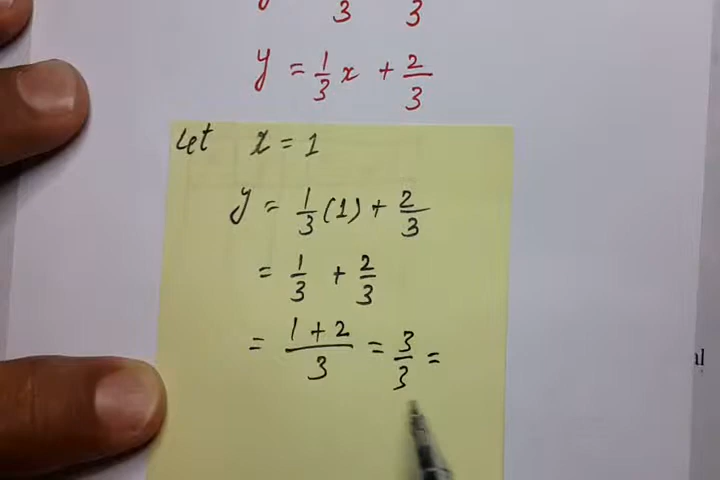 y = 1/3 x + 2/3
Let x = 1
y = 1/3 (1) + 2/3
= 1/3 + 2/3
= (1 + 2)/3 = 3/3 =